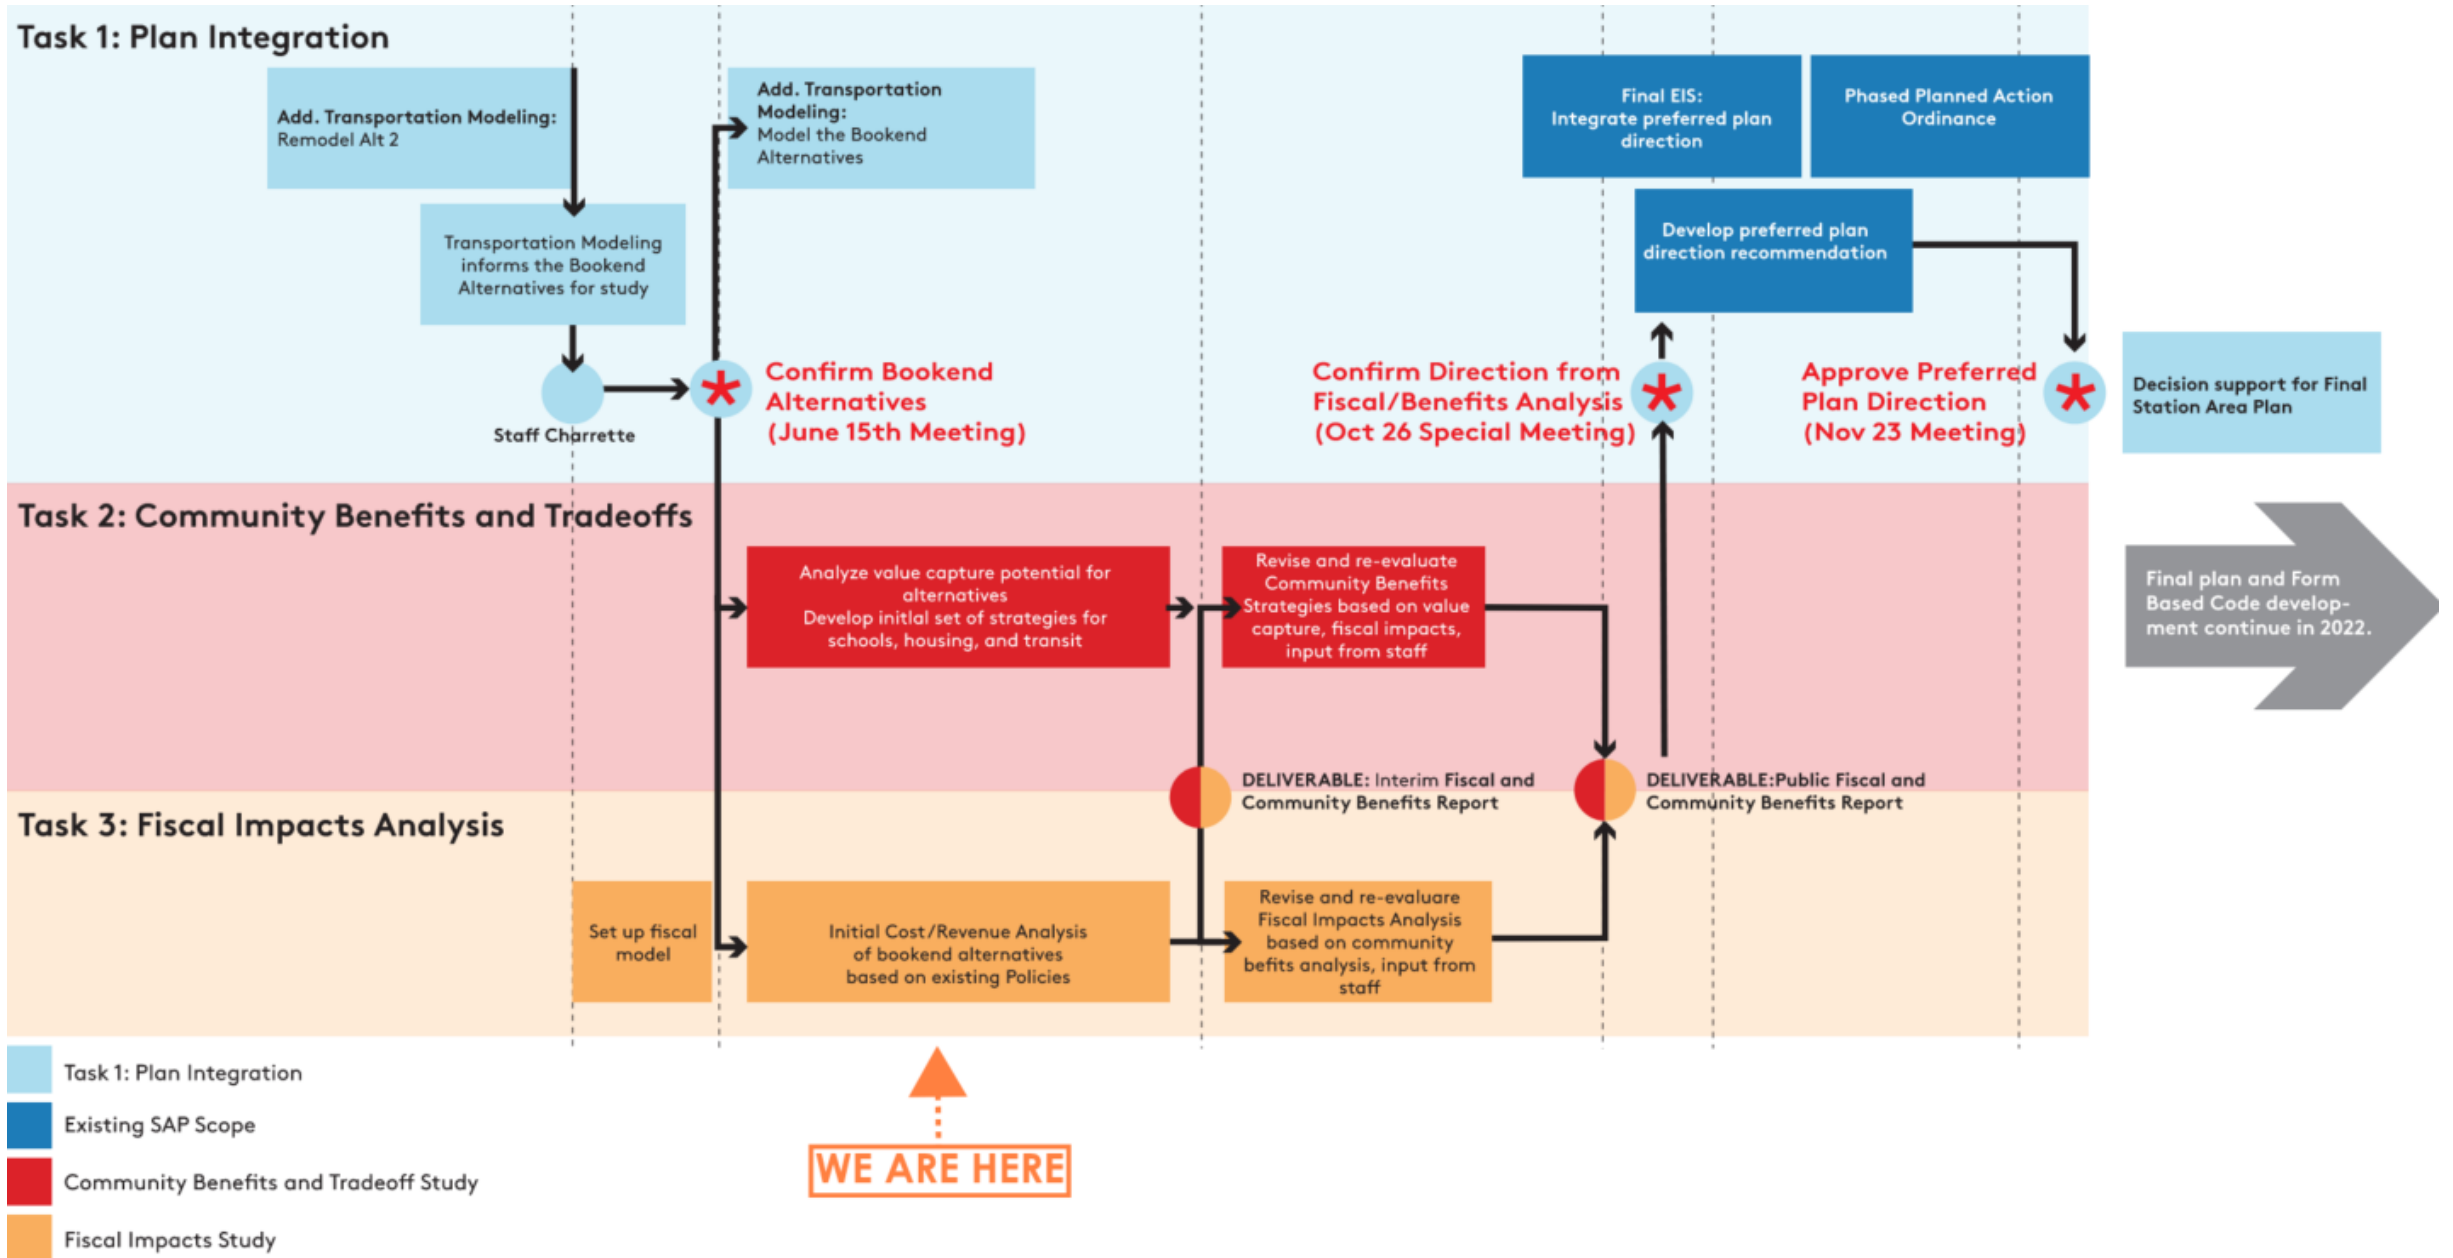 Task 1: Plan Integration
Add. Transportation Modeling:
Remodel Alt 2
Transportation Modeling
informs the Bookend
Alternatives for study
Staff Charrette
Add. Transportation
Modeling:
Model the Bookend
Alternatives
Confirm Bookend
Alternatives
(June 15th Meeting)
Final EIS:
Integrate preferred plan
direction
Phased Planned Action
Ordinance
Develop preferred plan
direction recommendation
Confirm Direction from
Fiscal/Benefits Analysis
(Oct 26 Special Meeting)
Approve Preferred
Plan Direction
(Nov 23 Meeting)
Decision support for Final
Station Area Plan
Task 2: Community Benefits and Tradeoffs
Analyze value capture potential for
alternatives
Develop initlal set of strategies for
schools, housing, and transit
Revise and re-evaluate
Community Benefits
Strategies based on value
capture, fiscal impacts,
input from staff
Final plan and Form
Based Code develop-
ment continue in 2022.
DELIVERABLE: Interim Fiscal and
Community Benefits Report
DELIVERABLE:Public Fiscal and
Community Benefits Report
Task 3: Fiscal Impacts Analysis
Set up fiscal
model
Initial Cost/Revenue Analysis
of bookend alternatives
based on existing Policies
Revise and re-evaluare
Fiscal Impacts Analysis
based on community
befits analysis, input from
staff
WE ARE HERE
Task 1: Plan Integration
Existing SAP Scope
Community Benefits and Tradeoff Study
Fiscal Impacts Study